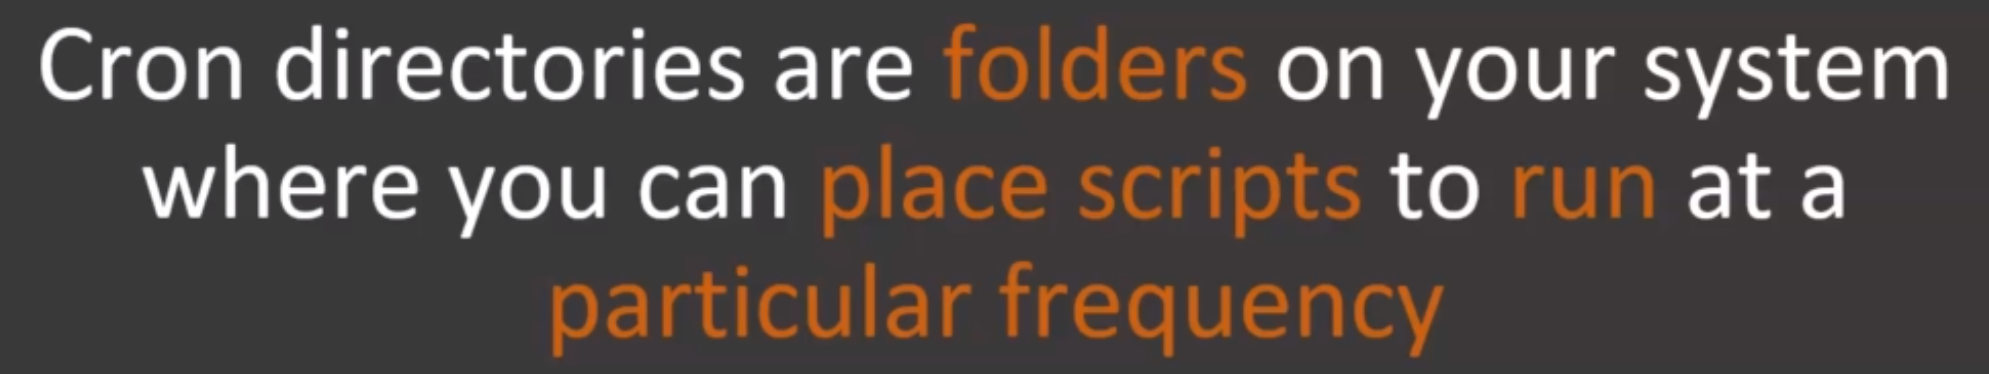 Cron directories are folders on your system
where you can place scripts to run at a
particular frequency